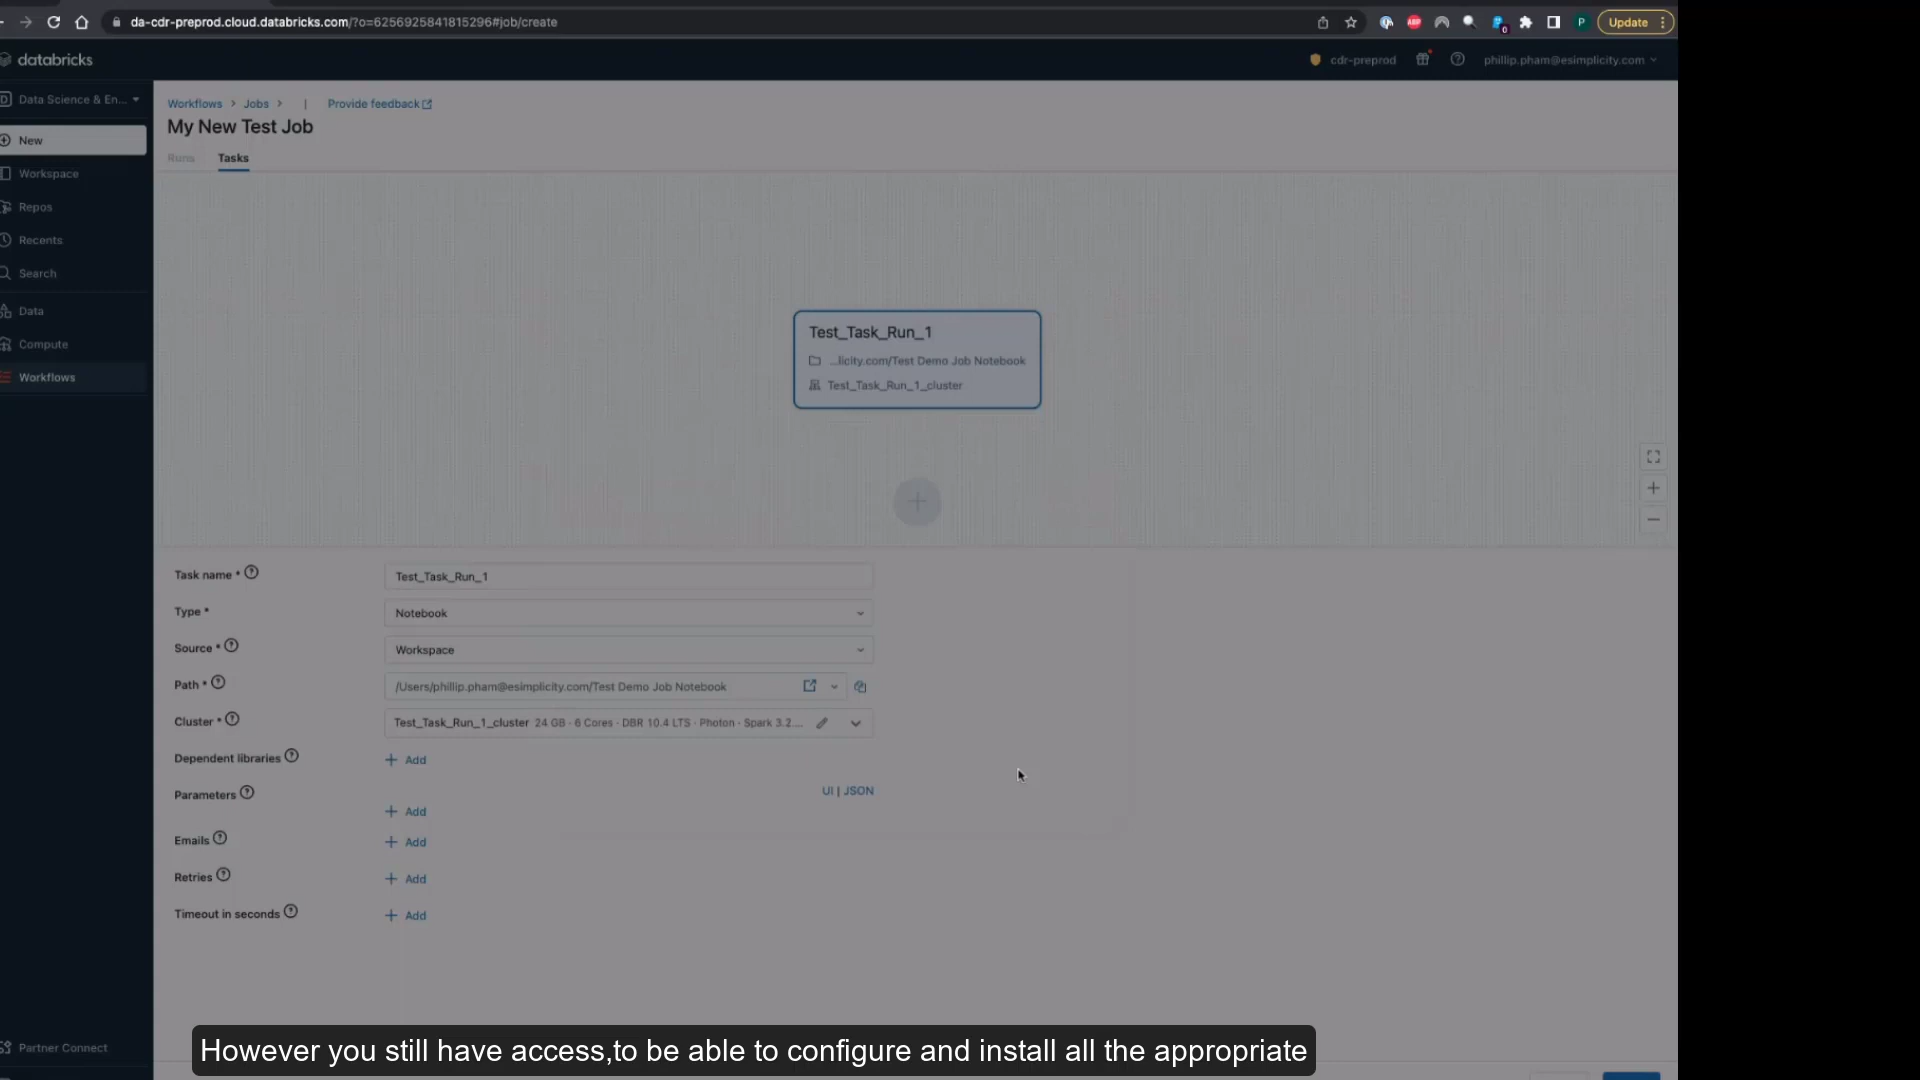 da-cdr-preprod.cloud.databricks.com/?o=6256925841815296#job/create
Update
databricks
cdr-preprod
phillip.pham@esimplicity.com
Data Science & En...
New
Workspace
Repos
Recents
Search
Data
Compute
Workflows
Partner Connect
Workflows > Jobs > | Provide feedback
My New Test Job
Runs Tasks
Test_Task_Run_1
...licity.com/Test Demo Job Notebook
Test_Task_Run_1_cluster
Task name * Test_Task_Run_1
Type * Notebook
Source * Workspace
Path * /Users/phillip.pham@esimplicity.com/Test Demo Job Notebook
Cluster * Test_Task_Run_1_cluster 24 GB · 6 Cores · DBR 10.4 LTS · Photon · Spark 3.2....
Dependent libraries + Add
Parameters UI | JSON
+ Add
Emails + Add
Retries + Add
Timeout in seconds + Add
However you still have access,to be able to configure and install all the appropriate